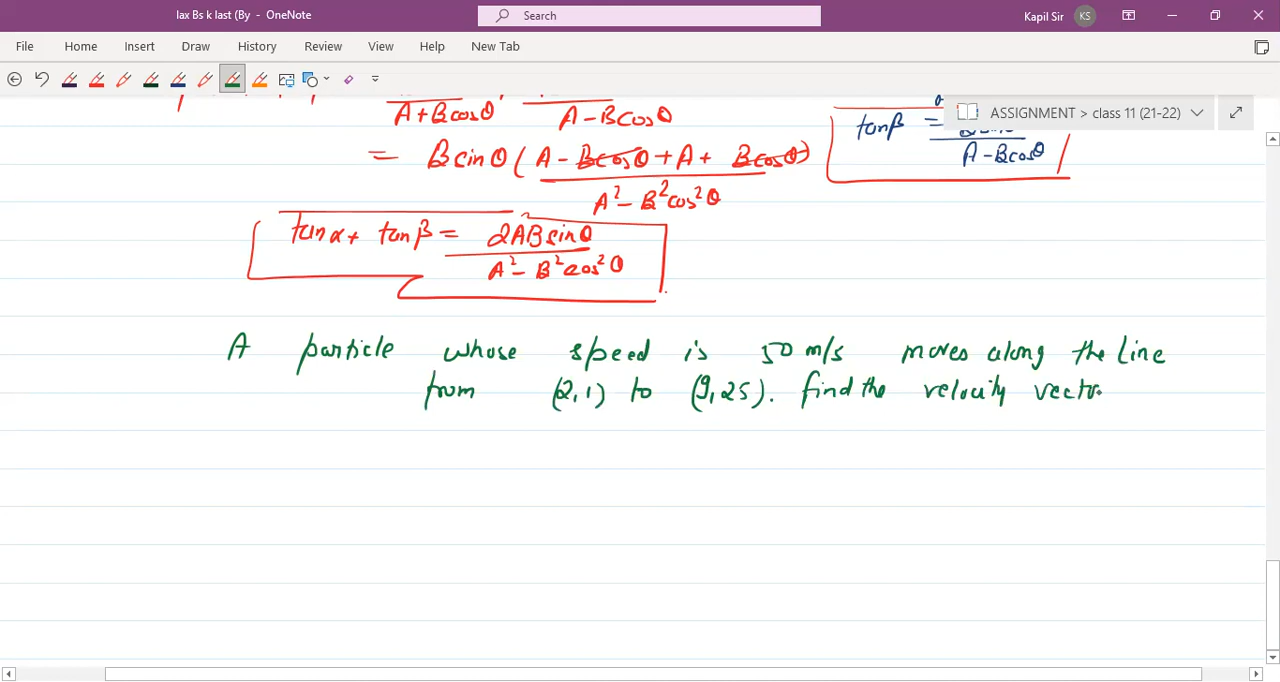 lax Bs k last (By - OneNote
Search
Kapil Sir KS
File Home Insert Draw History Review View Help New Tab
ASSIGNMENT > class 11 (21-22)
A+Bcosθ A-Bcosθ
= Bsinθ (A - Bcosθ + A + Bcosθ)
A² - B²cos²θ
tanβ =
A-Bcosθ
tanα + tanβ = 2ABsinθ
A² - B²cos²θ
A particle whose speed is 50 m/s moves along the Line
from (2,1) to (9,25). find the velocity vecto